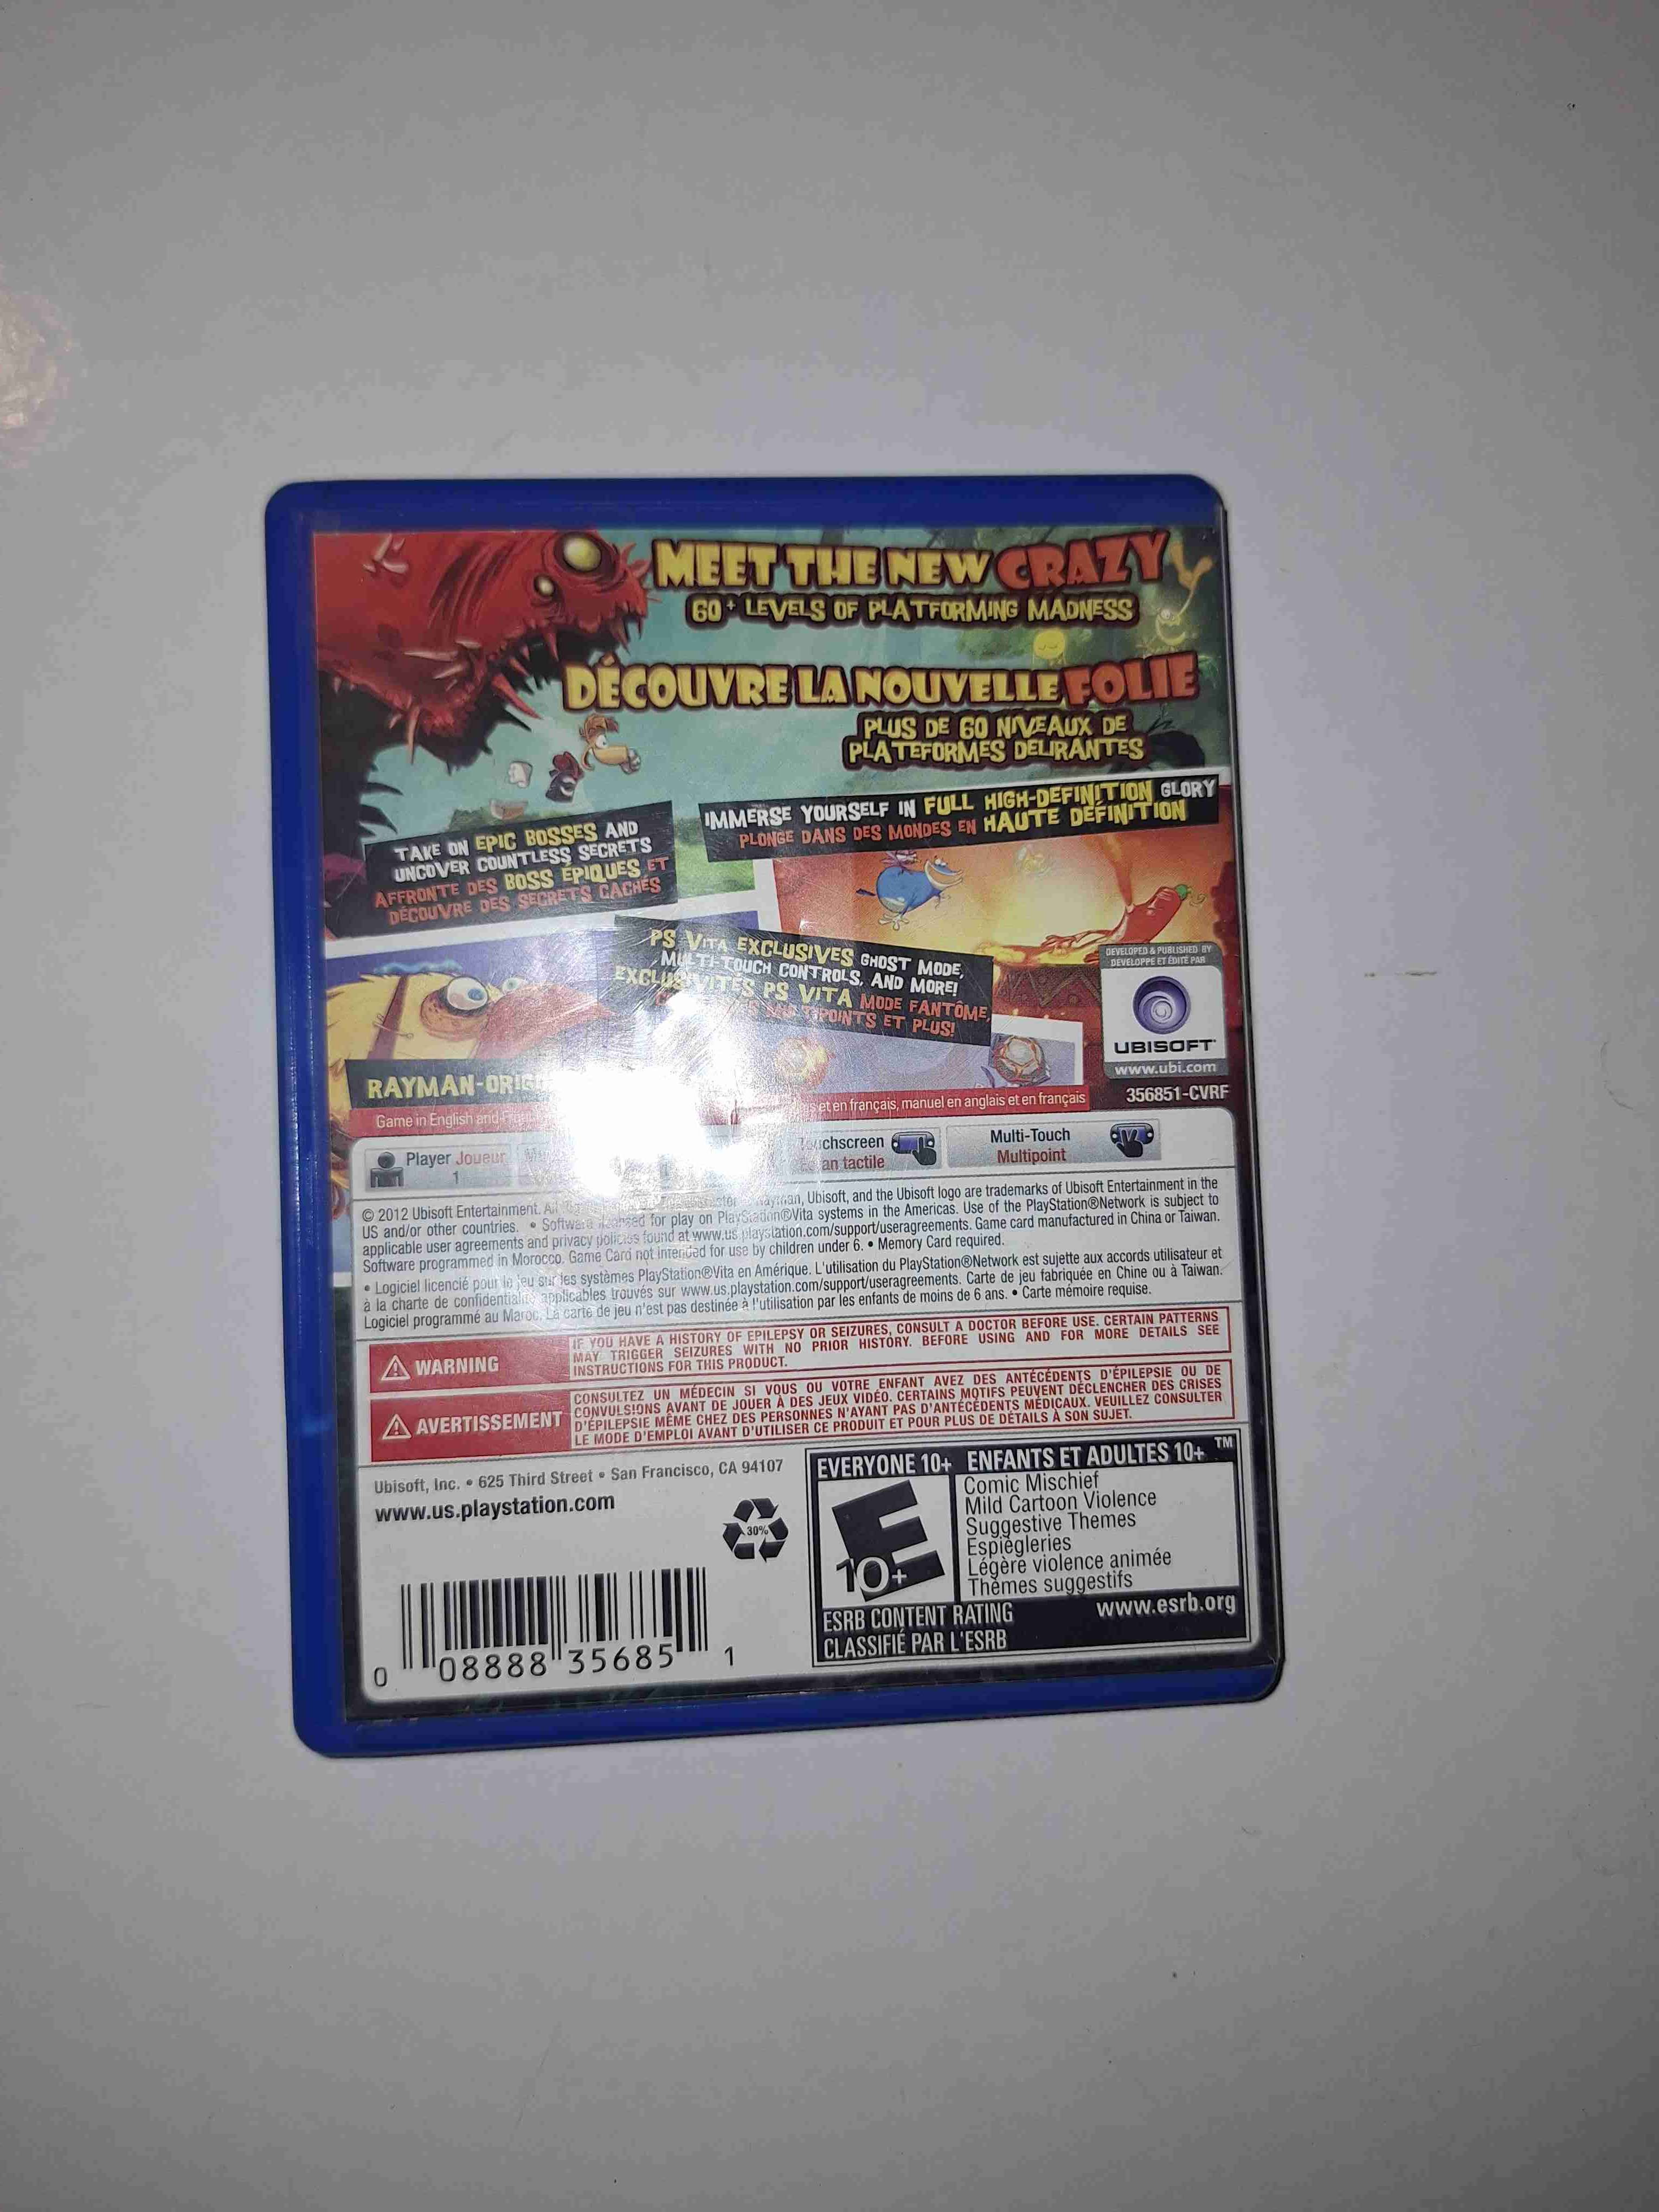 MEET THE NEW CRAZY
60+ LEVELS OF PLATFORMING MADNESS
DÉCOUVRE LA NOUVELLE FOLIE
PLUS DE 60 NIVEAUX DE
PLATEFORMES DELIRANTES
TAKE ON EPIC BOSSES AND
UNCOVER COUNTLESS SECRETS
AFFRONTE DES BOSS ÉPIQUES ET
DÉCOUVRE DES SECRETS CACHÉS
IMMERSE YOURSELF IN FULL HIGH-DEFINITION GLORY
PLONGE DANS DES MONDES EN HAUTE DÉFINITION
PS VITA EXCLUSIVES GHOST MODE,
MULTI-TOUCH CONTROLS, AND MORE!
EXCLUSIVITÉS PS VITA MODE FANTÔME,
ET PLUS!
DEVELOPED & PUBLISHED BY
DÉVELOPPÉ ET ÉDITÉ PAR
UBISOFT
www.ubi.com
RAYMAN-ORIGI
356851-CVRF
Game in English and
et en français, manuel en anglais et en français
Player Joueur
1
Touchscreen
Écran tactile
Multi-Touch
Multipoint
© 2012 Ubisoft Entertainment. All Rayman, Ubisoft, and the Ubisoft logo are trademarks of Ubisoft Entertainment in the
US and/or other countries. • Software licensed for play on PlayStation®Vita systems in the Americas. Use of the PlayStation®Network is subject to
applicable user agreements and privacy policies found at www.us.playstation.com/support/useragreements. Game card manufactured in China or Taiwan.
Software programmed in Morocco. Game Card not intended for use by children under 6. • Memory Card required.
• Logiciel licencié pour le jeu sur les systèmes PlayStation®Vita en Amérique. L'utilisation du PlayStation®Network est sujette aux accords utilisateur et
à la charte de confidentialité applicables trouvés sur www.us.playstation.com/support/useragreements. Carte de jeu fabriquée en Chine ou à Taiwan.
Logiciel programmé au Maroc. La carte de jeu n'est pas destinée à l'utilisation par les enfants de moins de 6 ans. • Carte mémoire requise.
WARNING
IF YOU HAVE A HISTORY OF EPILEPSY OR SEIZURES, CONSULT A DOCTOR BEFORE USE. CERTAIN PATTERNS
MAY TRIGGER SEIZURES WITH NO PRIOR HISTORY. BEFORE USING AND FOR MORE DETAILS SEE
INSTRUCTIONS FOR THIS PRODUCT.
AVERTISSEMENT
CONSULTEZ UN MÉDECIN SI VOUS OU VOTRE ENFANT AVEZ DES ANTÉCÉDENTS D'ÉPILEPSIE OU DE
CONVULSIONS AVANT DE JOUER À DES JEUX VIDÉO. CERTAINS MOTIFS PEUVENT DÉCLENCHER DES CRISES
D'ÉPILEPSIE MÊME CHEZ DES PERSONNES N'AYANT PAS D'ANTÉCÉDENTS MÉDICAUX. VEUILLEZ CONSULTER
LE MODE D'EMPLOI AVANT D'UTILISER CE PRODUIT ET POUR PLUS DE DÉTAILS À SON SUJET.
Ubisoft, Inc. • 625 Third Street • San Francisco, CA 94107
www.us.playstation.com
30%
EVERYONE 10+ ENFANTS ET ADULTES 10+ ™
E
10+
Comic Mischief
Mild Cartoon Violence
Suggestive Themes
Espiègleries
Légère violence animée
Thèmes suggestifs
ESRB CONTENT RATING www.esrb.org
CLASSIFIÉ PAR L'ESRB
0 08888 35685 1